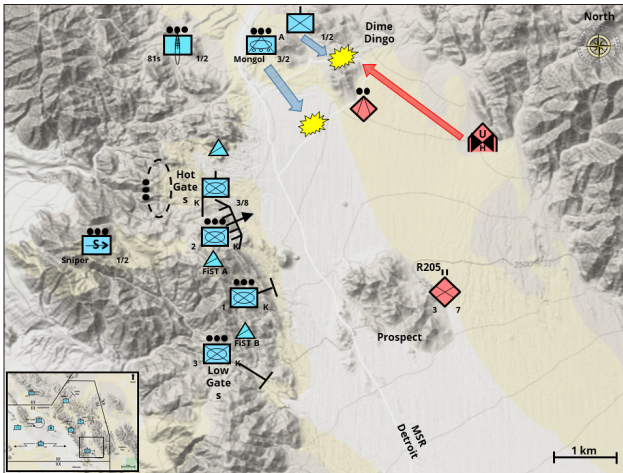 North
Dime
Dingo
81s 1/2
A
Mongol 3/2
1/2
U
H
Hot
Gate
s
K 3/8
2 K
FiST A
S
Sniper 1/2
1 K
FiST B
3 K
Low
Gate
s
R205
3 7
Prospect
MSR
Detroit
1 km